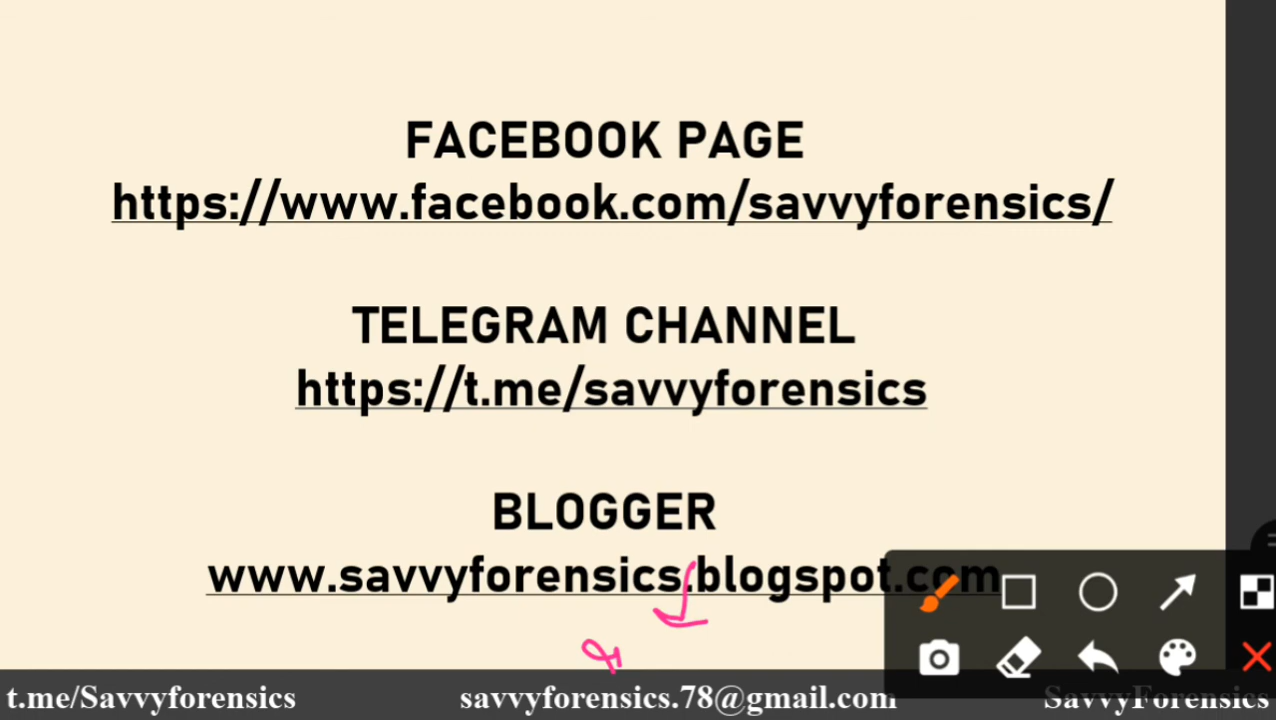 FACEBOOK PAGE
https://www.facebook.com/savvyforensics/
TELEGRAM CHANNEL
https://t.me/savvyforensics
BLOGGER
www.savvyforensics.blogspot.com
t.me/Savvyforensics savvyforensics.78@gmail.com SavvyForensics